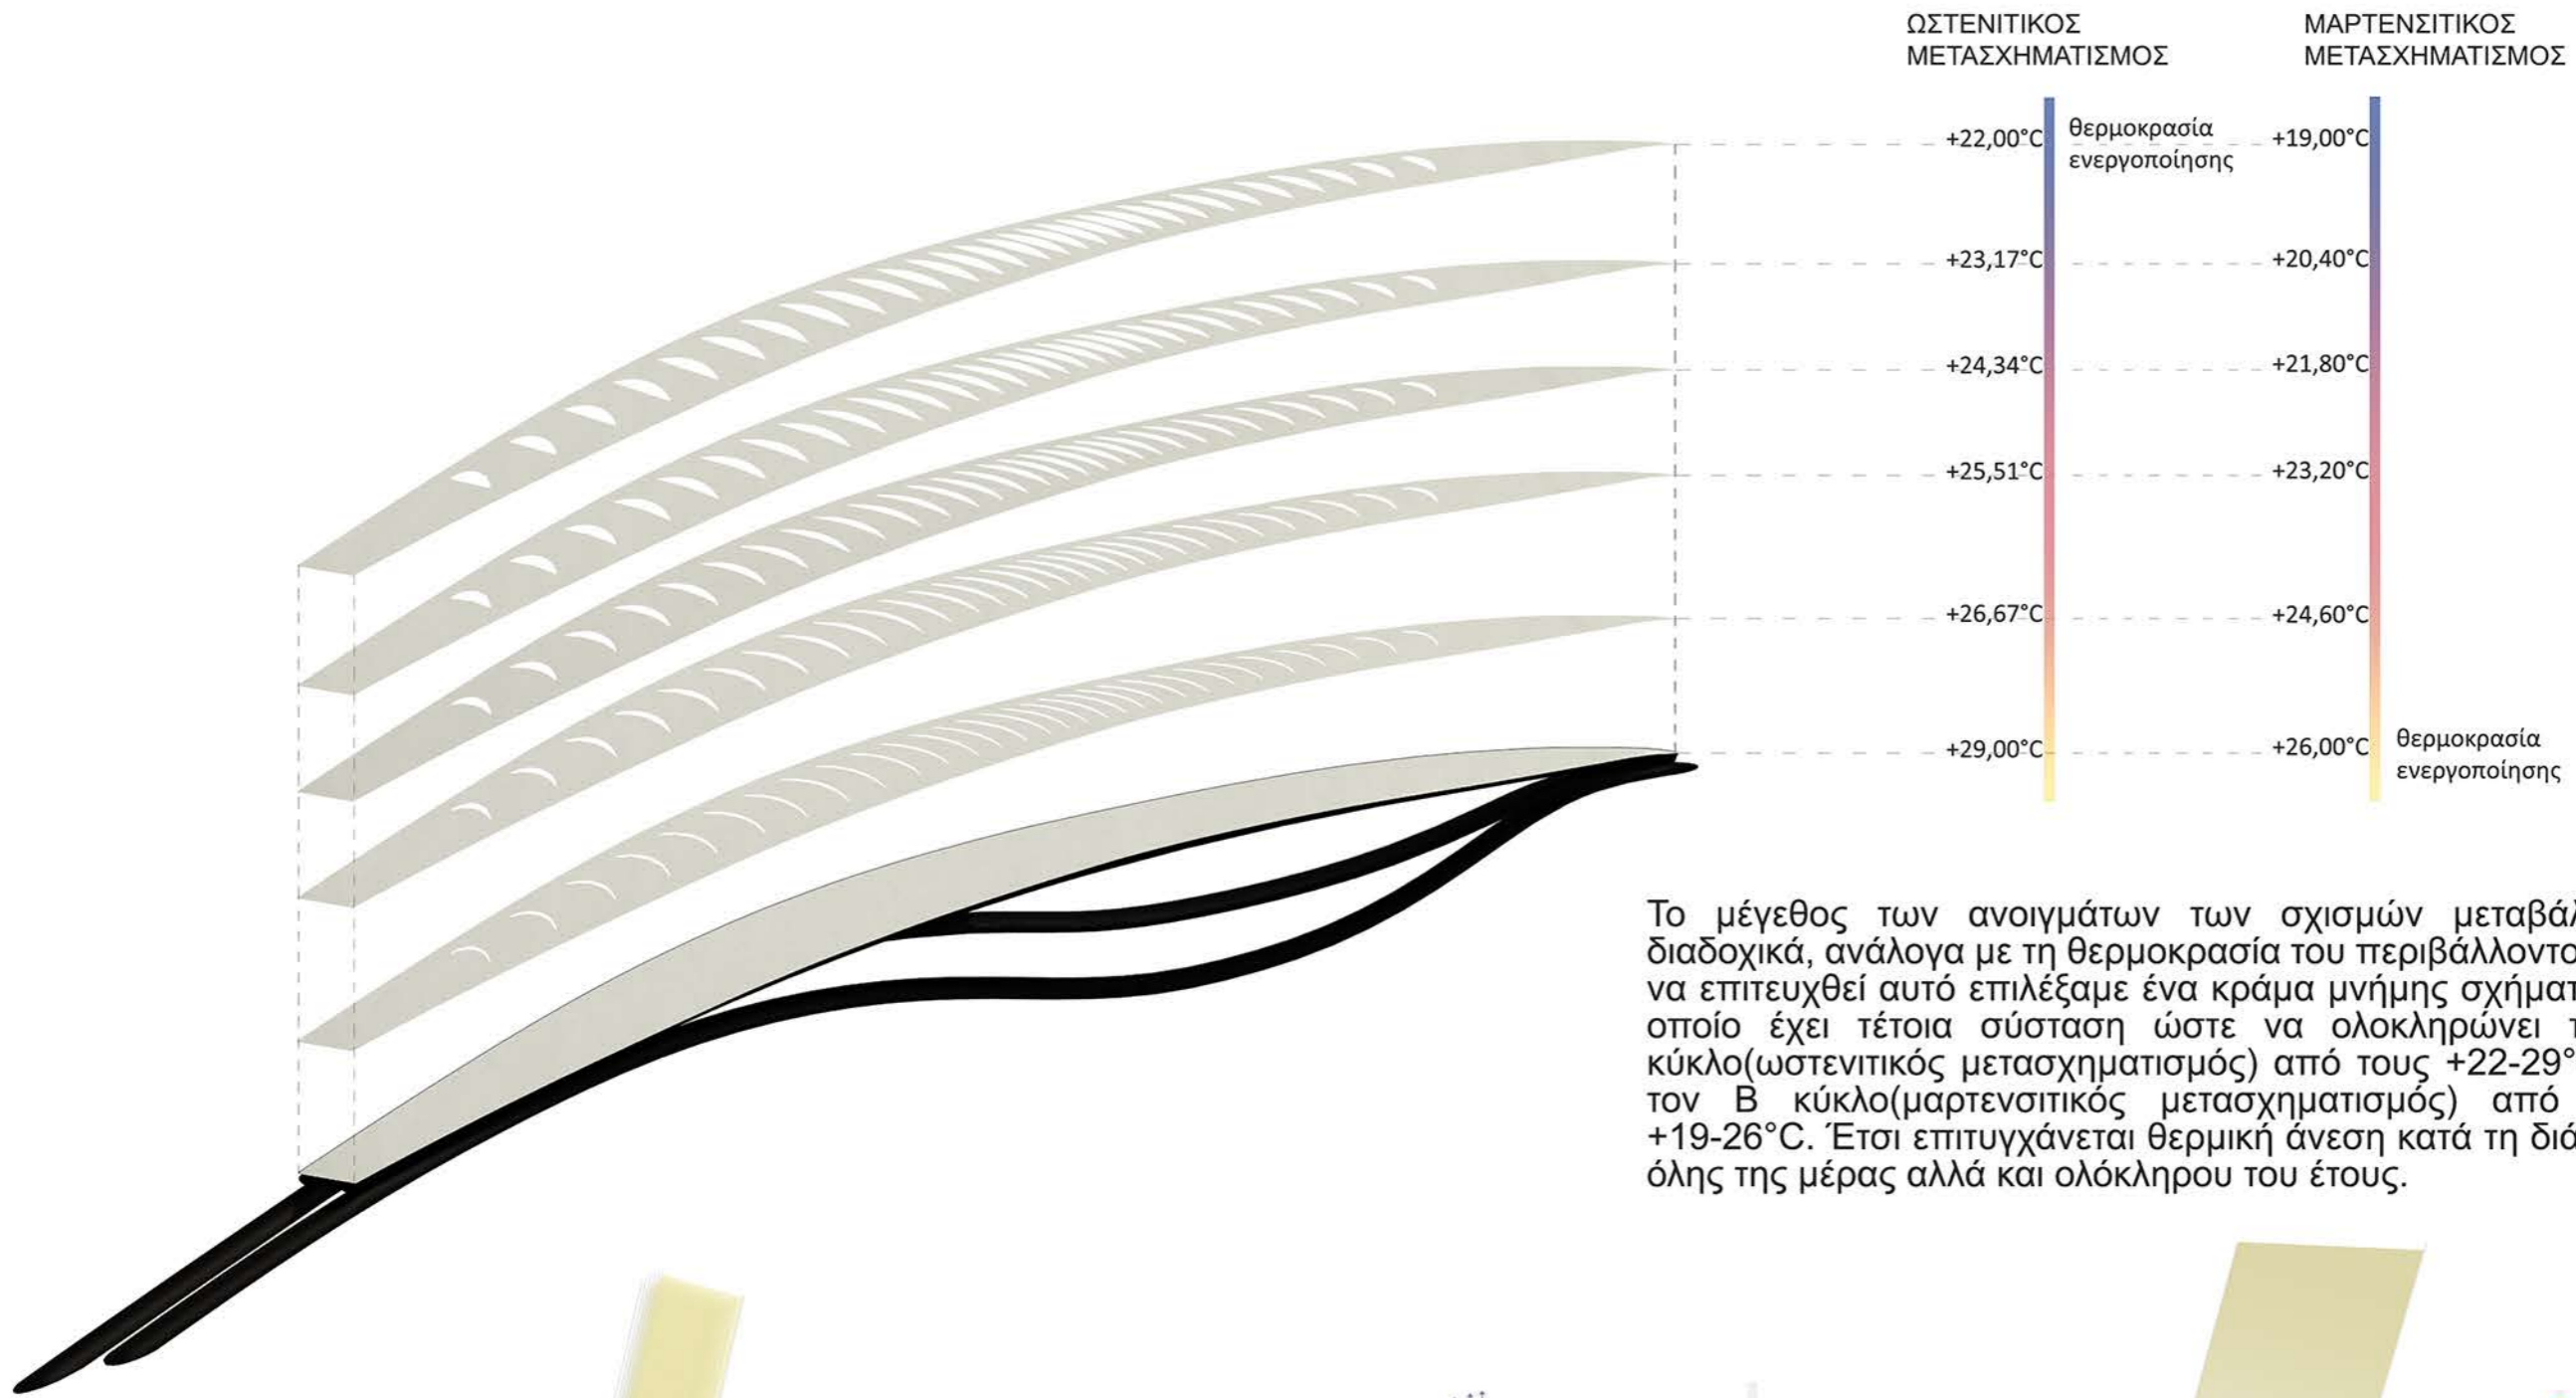 ΩΣΤΕΝΙΤΙΚΟΣ
ΜΕΤΑΣΧΗΜΑΤΙΣΜΟΣ
ΜΑΡΤΕΝΣΙΤΙΚΟΣ
ΜΕΤΑΣΧΗΜΑΤΙΣΜΟΣ
+22,00°C
θερμοκρασία
ενεργοποίησης
+19,00°C
+23,17°C
+20,40°C
+24,34°C
+21,80°C
+25,51°C
+23,20°C
+26,67°C
+24,60°C
+29,00°C
+26,00°C
θερμοκρασία
ενεργοποίησης
Το μέγεθος των ανοιγμάτων των σχισμών
διαδοχικά, ανάλογα με τη θερμοκρασία του
να επιτευχθεί αυτό επιλέξαμε ένα κράμα μνήμης
οποίο έχει τέτοια σύσταση ώστε να ολοκληρώνει
κύκλο(ωστενιτικός μετασχηματισμός) από τους +22-29°
τον Β κύκλο(μαρτενσιτικός μετασχηματισμός) από
+19-26°C. Έτσι επιτυγχάνεται θερμική άνεση κατά τη
όλης της μέρας αλλά και ολόκληρου του έτους.